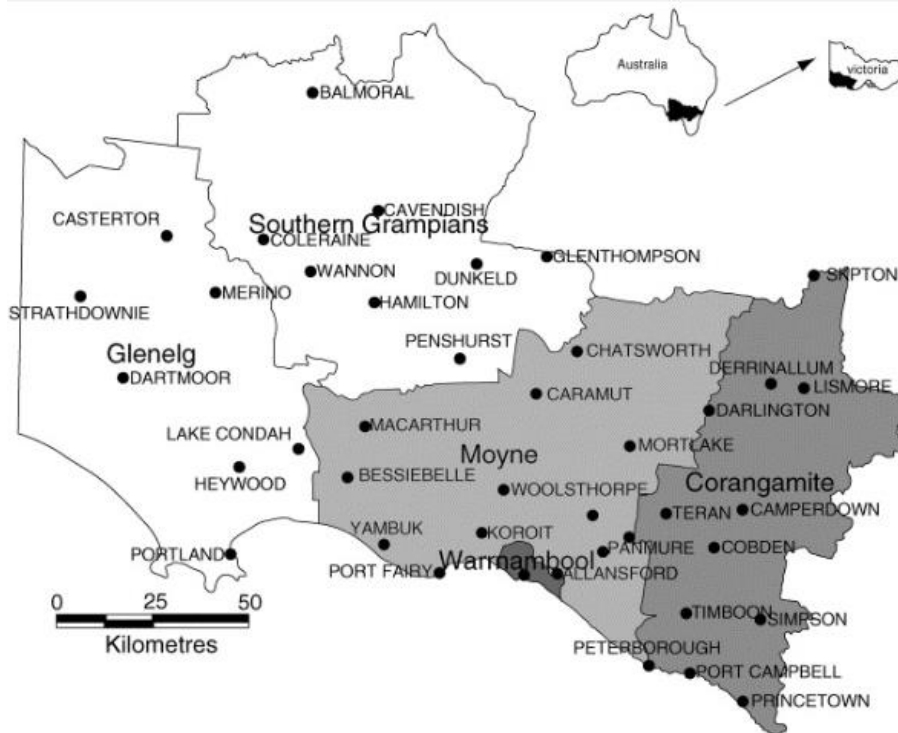 Australia
victoria
BALMORAL
CASTERTOR
CAVENDISH
Southern Grampians
COLERAINE
GLENTHOMPSON
WANNON
DUNKELD
SKPTON
STRATHDOWNIE
MERINO
HAMILTON
PENSHURST
CHATSWORTH
Glenelg
DARTMOOR
DERRINALLUM
LISMORE
CARAMUT
DARLINGTON
MACARTHUR
LAKE CONDAH
MORTLAKE
Moyne
HEYWOOD
BESSIEBELLE
Corangamite
WOOLSTHORPE
TERAN
CAMPERDOWN
YAMBUK
KOROIT
PANMURE
COBDEN
PORTLAND
Warrnambool
PORT FAIRY
ALLANSFORD
0 25 50
Kilometres
TIMBOON
SIMPSON
PETERBOROUGH
PORT CAMPBELL
PRINCETOWN